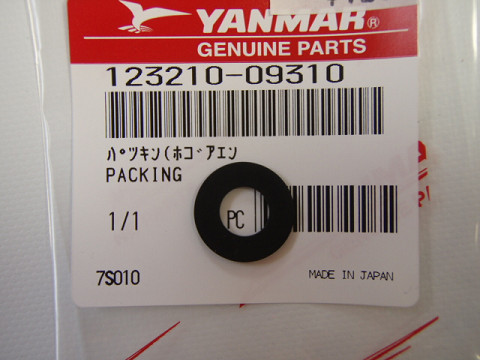 YANMAR®
GENUINE PARTS
123210-09310
ﾊﾟﾂｷﾝ(ﾎｺﾞｱｴﾝ
PACKING
1/1 PC
7S010 MADE IN JAPAN